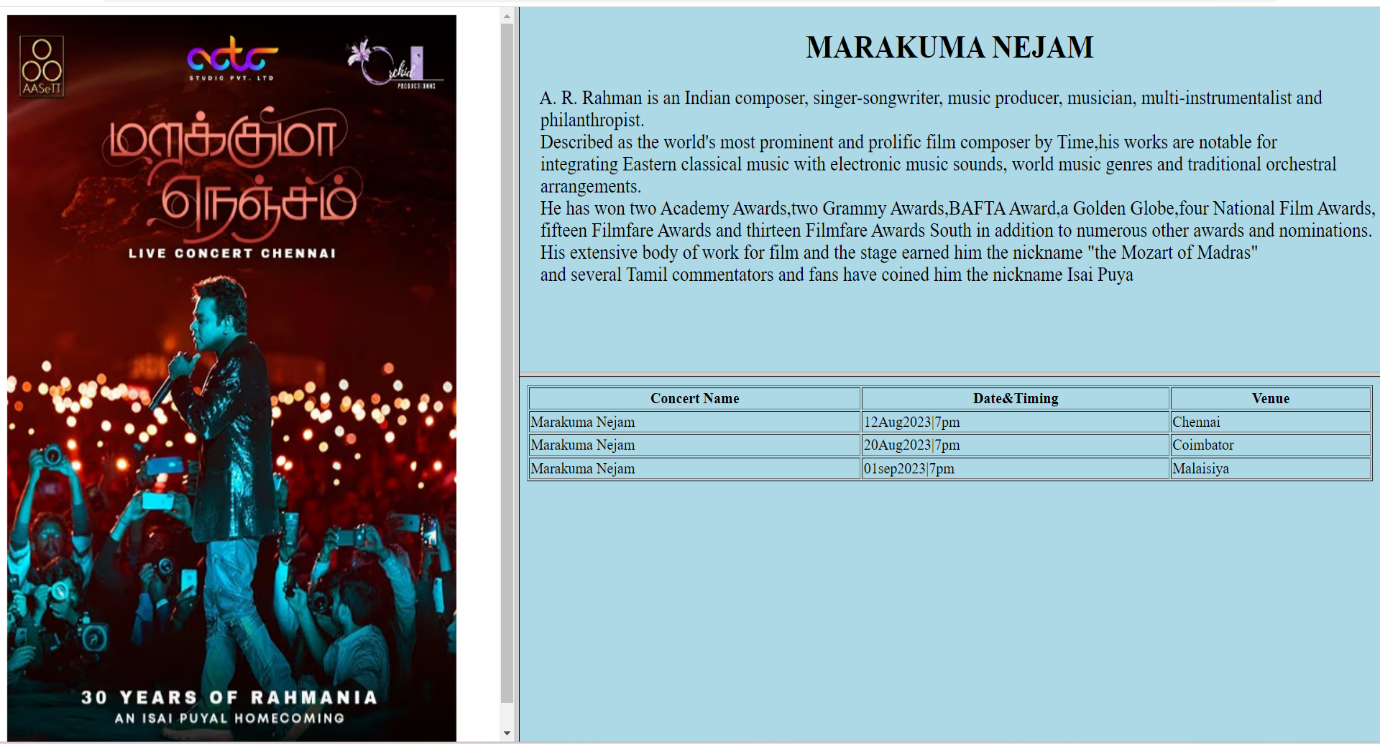 AASeTT
actc
STUDIO PVT. LTD
Orchid
PRODUCTIONS
மறக்குமா
நெஞ்சம்
LIVE CONCERT CHENNAI
30 YEARS OF RAHMANIA
AN ISAI PUYAL HOMECOMING
MARAKUMA NEJAM
A. R. Rahman is an Indian composer, singer-songwriter, music producer, musician, multi-instrumentalist and
philanthropist.
Described as the world's most prominent and prolific film composer by Time,his works are notable for
integrating Eastern classical music with electronic music sounds, world music genres and traditional orchestral
arrangements.
He has won two Academy Awards,two Grammy Awards,BAFTA Award,a Golden Globe,four National Film Awards,
fifteen Filmfare Awards and thirteen Filmfare Awards South in addition to numerous other awards and nominations.
His extensive body of work for film and the stage earned him the nickname "the Mozart of Madras"
and several Tamil commentators and fans have coined him the nickname Isai Puya
Concert Name Date&Timing Venue
Marakuma Nejam 12Aug2023|7pm Chennai
Marakuma Nejam 20Aug2023|7pm Coimbator
Marakuma Nejam 01sep2023|7pm Malaisiya